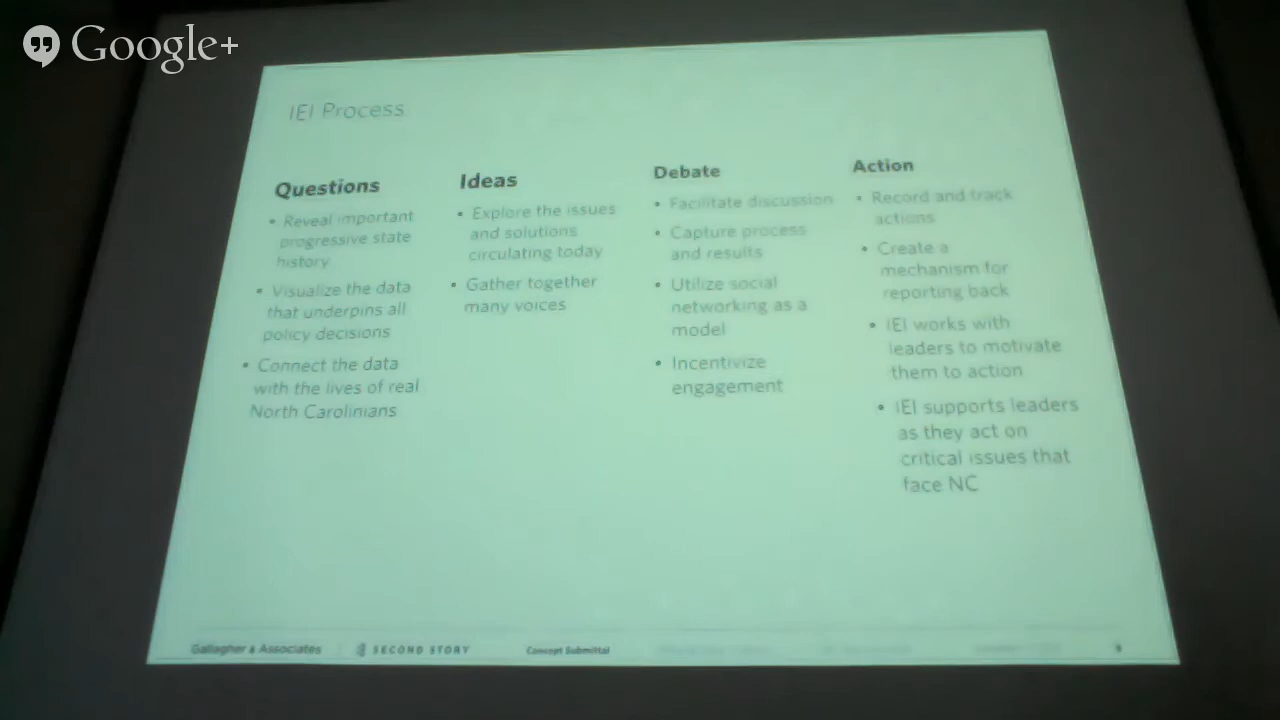 Google+
IEI Process
Questions
• Reveal important
progressive state
history
• Visualize the data
that underpins all
policy decisions
• Connect the data
with the lives of real
North Carolinians
Ideas
• Explore the issues
and solutions
circulating today
• Gather together
many voices
Debate
• Facilitate discussion
• Capture process
and results
• Utilize social
networking as a
model
• Incentivize
engagement
Action
• Record and track
actions
• Create a
mechanism for
reporting back
• IEI works with
leaders to motivate
them to action
• IEI supports leaders
as they act on
critical issues that
face NC
Gallagher & Associates
SECOND STORY
Concept Submittal